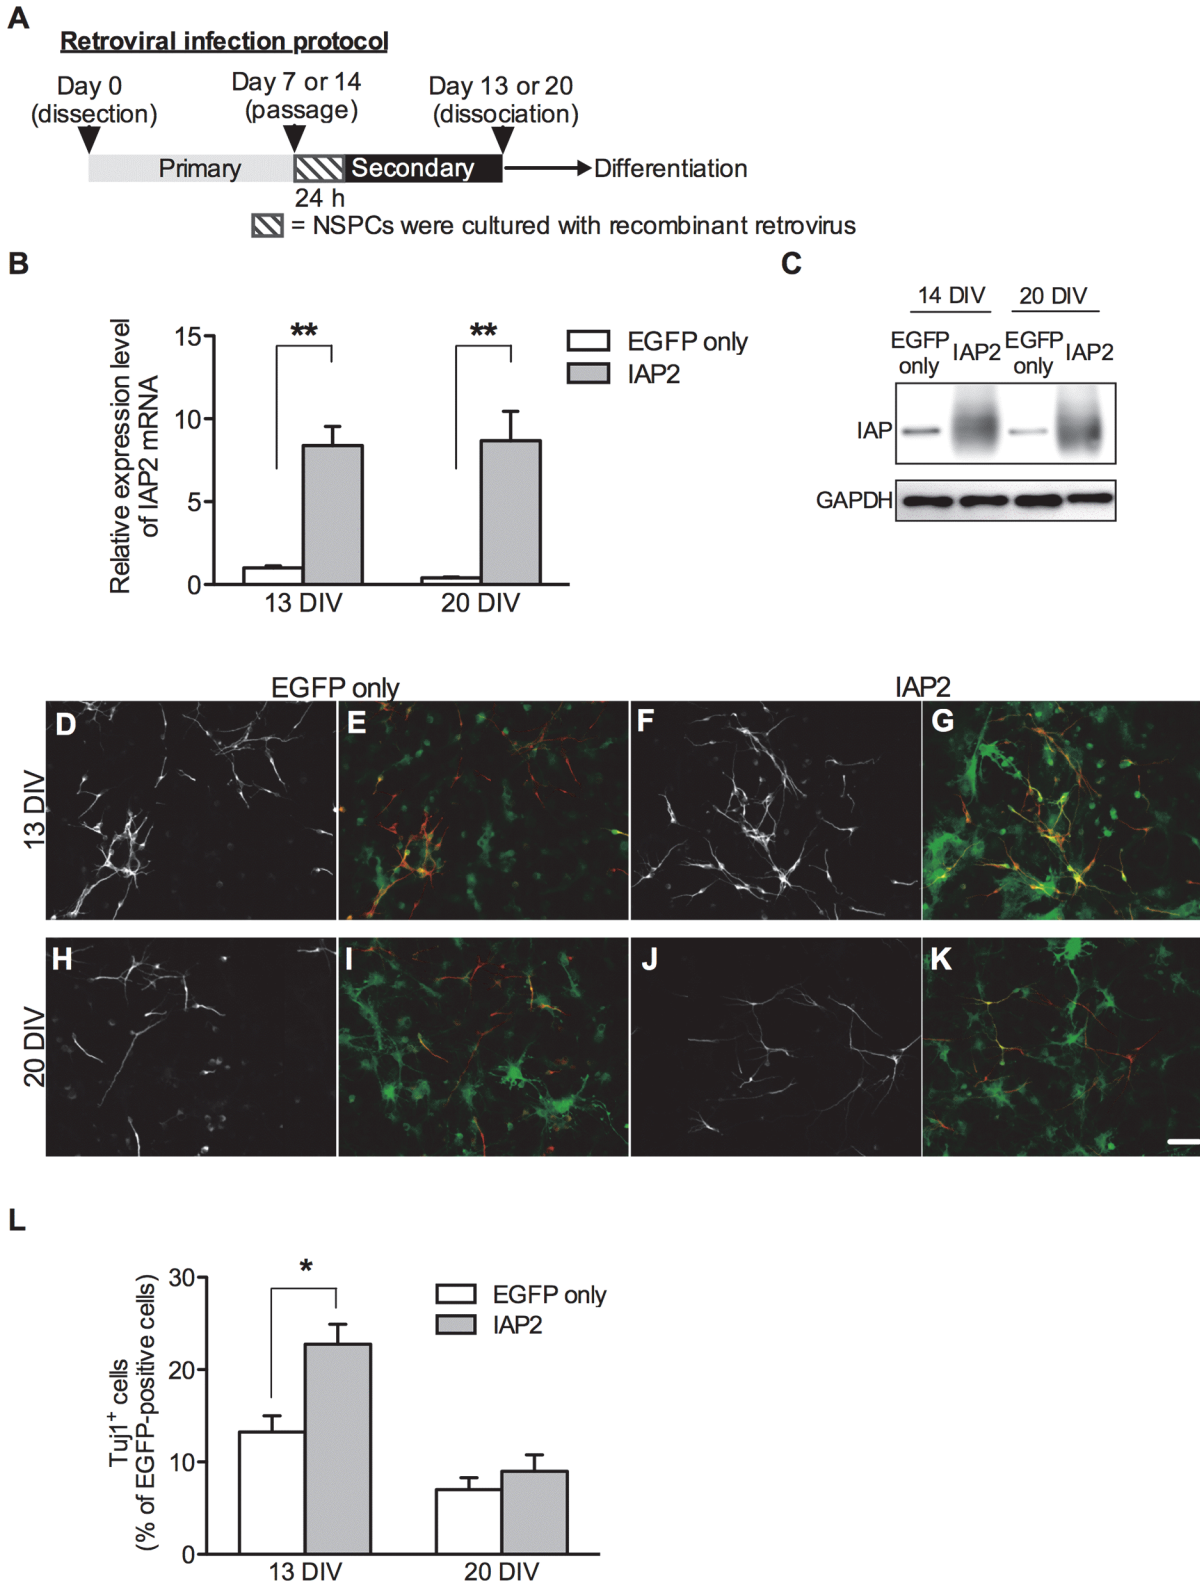 A
Retroviral infection protocol
Day 0
(dissection)
Day 7 or 14
(passage)
Day 13 or 20
(dissociation)
Primary
Secondary
Differentiation
24 h
= NSPCs were cultured with recombinant retrovirus
B
Relative expression level
of IAP2 mRNA
15
10
5
0
**
**
EGFP only
IAP2
13 DIV
20 DIV
C
14 DIV
20 DIV
EGFP only
IAP2
EGFP only
IAP2
IAP
GAPDH
EGFP only
IAP2
13 DIV
D
E
F
G
20 DIV
H
I
J
K
L
Tuj1+ cells
(% of EGFP-positive cells)
30
20
10
0
*
EGFP only
IAP2
13 DIV
20 DIV